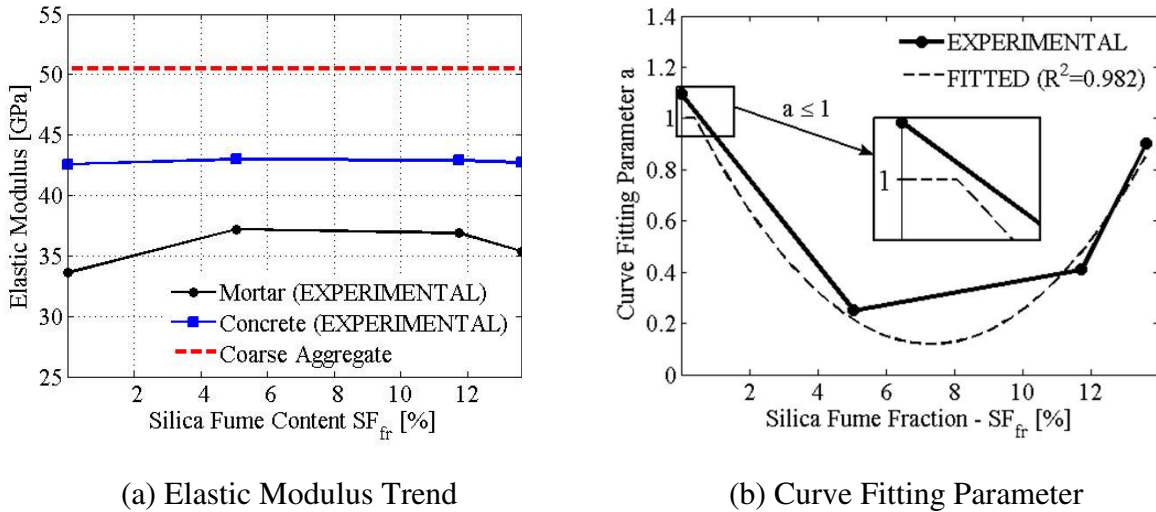 55
50
45
40
35
30
25
Elastic Modulus [GPa]
Mortar (EXPERIMENTAL)
Concrete (EXPERIMENTAL)
Coarse Aggregate
2 4 6 8 10 12
Silica Fume Content SF_fr [%]
(a) Elastic Modulus Trend
1.4
1.2
1
0.8
0.6
0.4
0.2
0
Curve Fitting Parameter a
EXPERIMENTAL
FITTED (R²=0.982)
a ≤ 1
1
2 4 6 8 10 12
Silica Fume Fraction - SF_fr [%]
(b) Curve Fitting Parameter